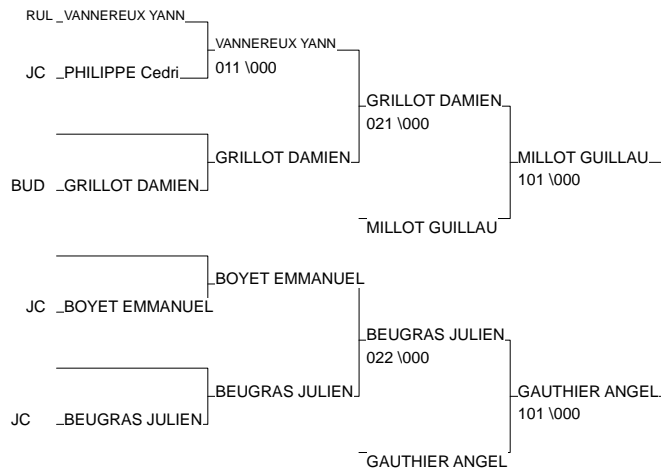 RUL VANNEREUX YANN
VANNEREUX YANN
011 \000
JC PHILIPPE Cedri
GRILLOT DAMIEN
021 \000
GRILLOT DAMIEN
MILLOT GUILLAU
101 \000
BUD GRILLOT DAMIEN
MILLOT GUILLAU
BOYET EMMANUEL
JC BOYET EMMANUEL
BEUGRAS JULIEN
022 \000
BEUGRAS JULIEN
GAUTHIER ANGEL
101 \000
JC BEUGRAS JULIEN
GAUTHIER ANGEL